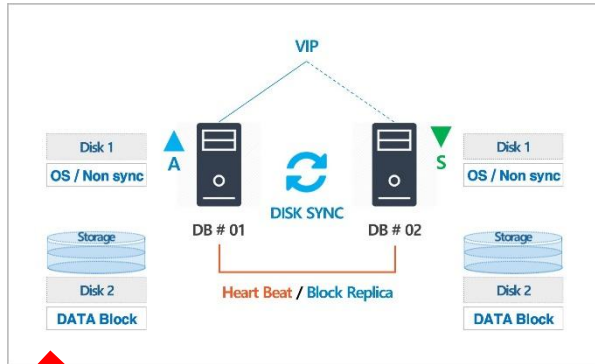 VIP
Disk 1
OS / Non sync
A
S
Disk 1
OS / Non sync
DISK SYNC
DB # 01
DB # 02
Storage
Disk 2
DATA Block
Heart Beat / Block Replica
Storage
Disk 2
DATA Block